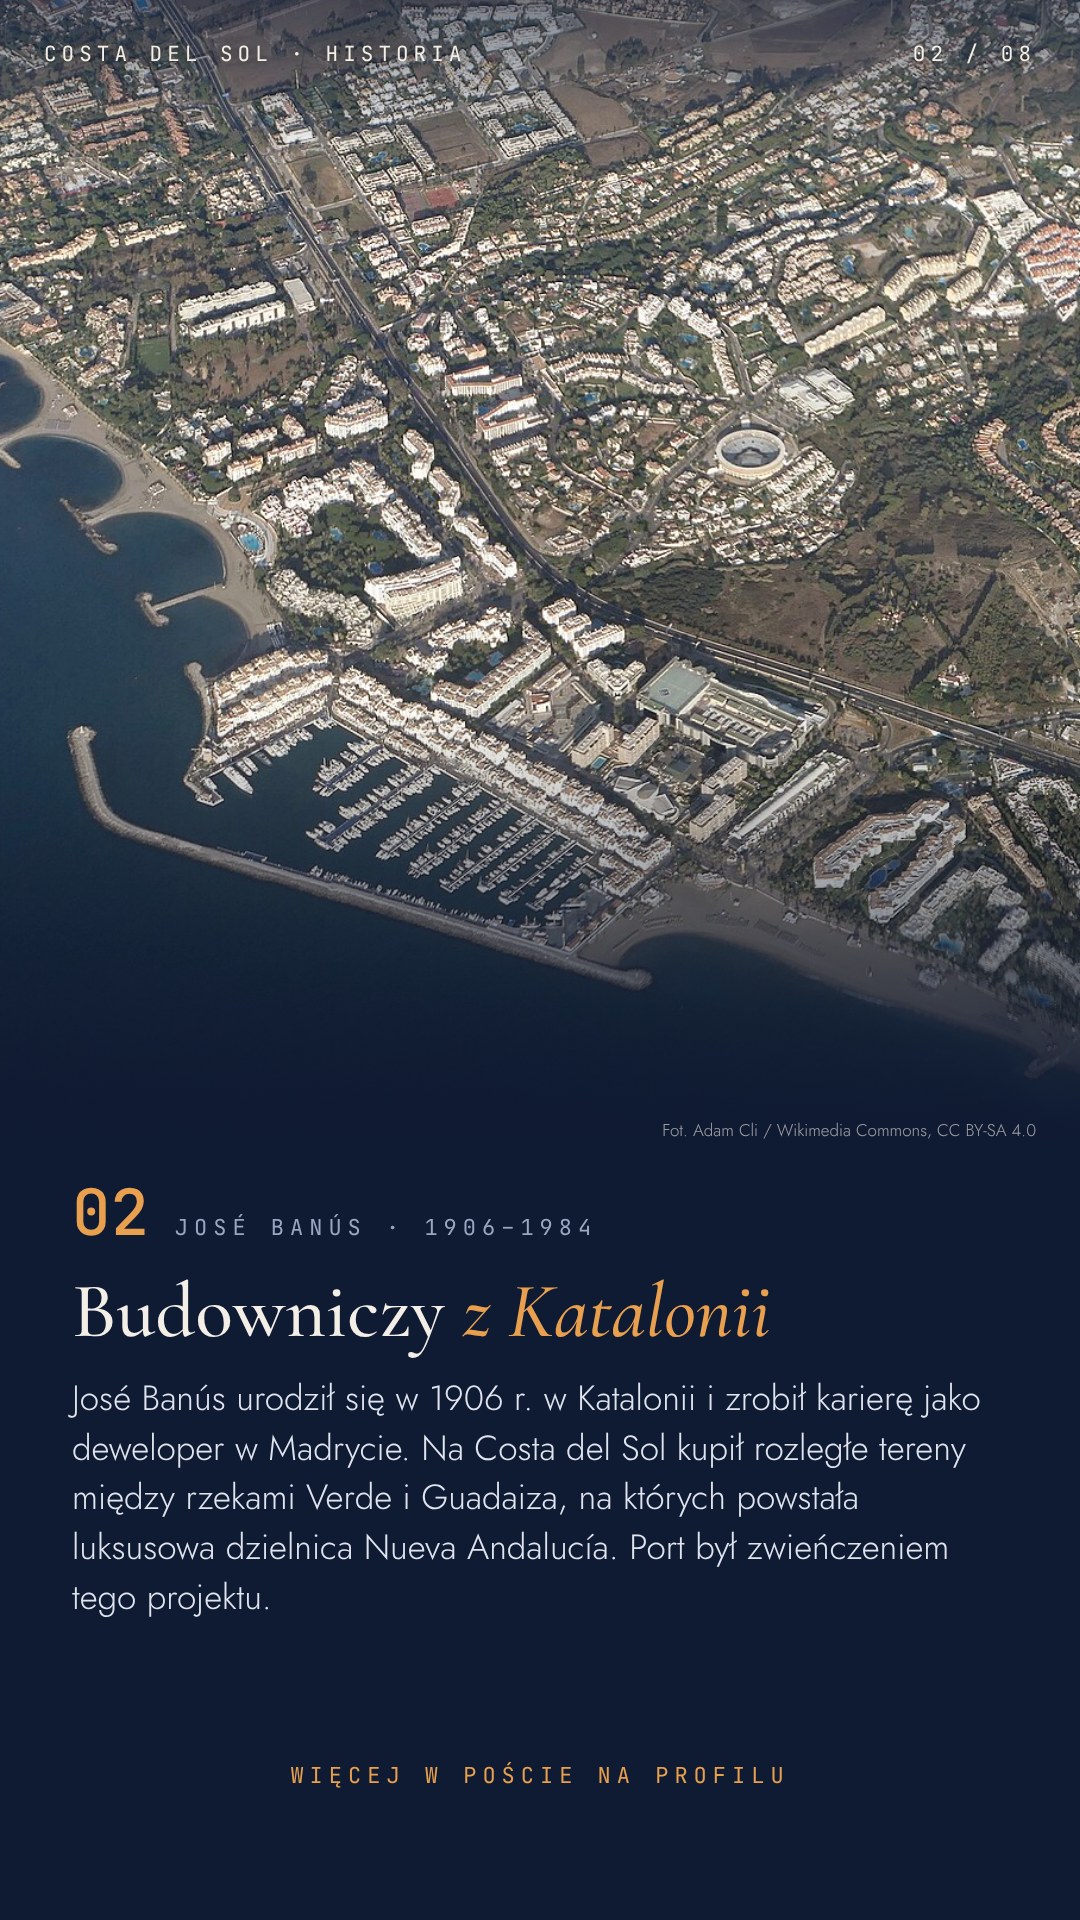 COSTA DEL SOL · HISTORIA
02 / 08
Fot. Adam Cli / Wikimedia Commons, CC BY-SA 4.0
02 JOSÉ BANÚS · 1906–1984
Budowniczy z Katalonii
José Banús urodził się w 1906 r. w Katalonii i zrobił karierę jako
deweloper w Madrycie. Na Costa del Sol kupił rozległe tereny
między rzekami Verde i Guadaiza, na których powstała
luksusowa dzielnica Nueva Andalucía. Port był zwieńczeniem
tego projektu.
WIĘCEJ W POŚCIE NA PROFILU